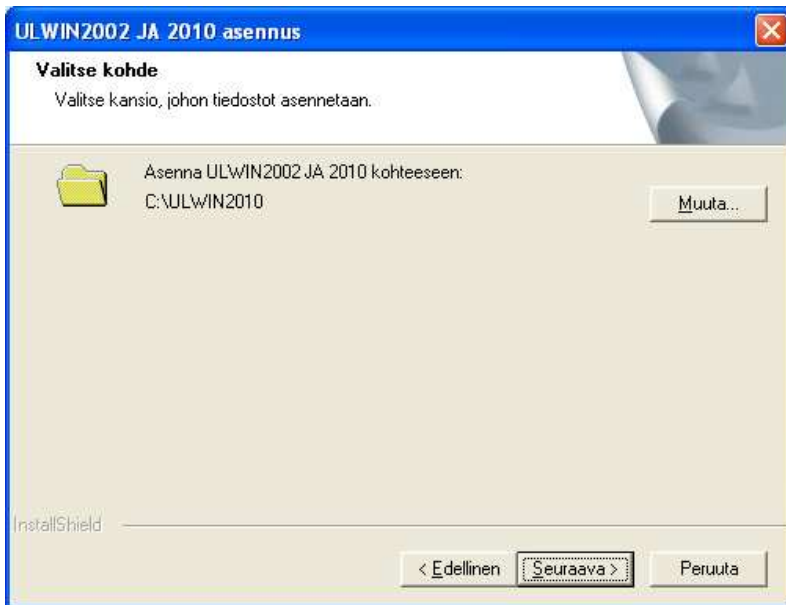 ULWIN2002 JA 2010 asennus
Valitse kohde
Valitse kansio, johon tiedostot asennetaan.
Asenna ULWIN2002 JA 2010 kohteeseen:
C:\ULWIN2010
Muuta...
InstallShield
< Edellinen
Seuraava >
Peruuta